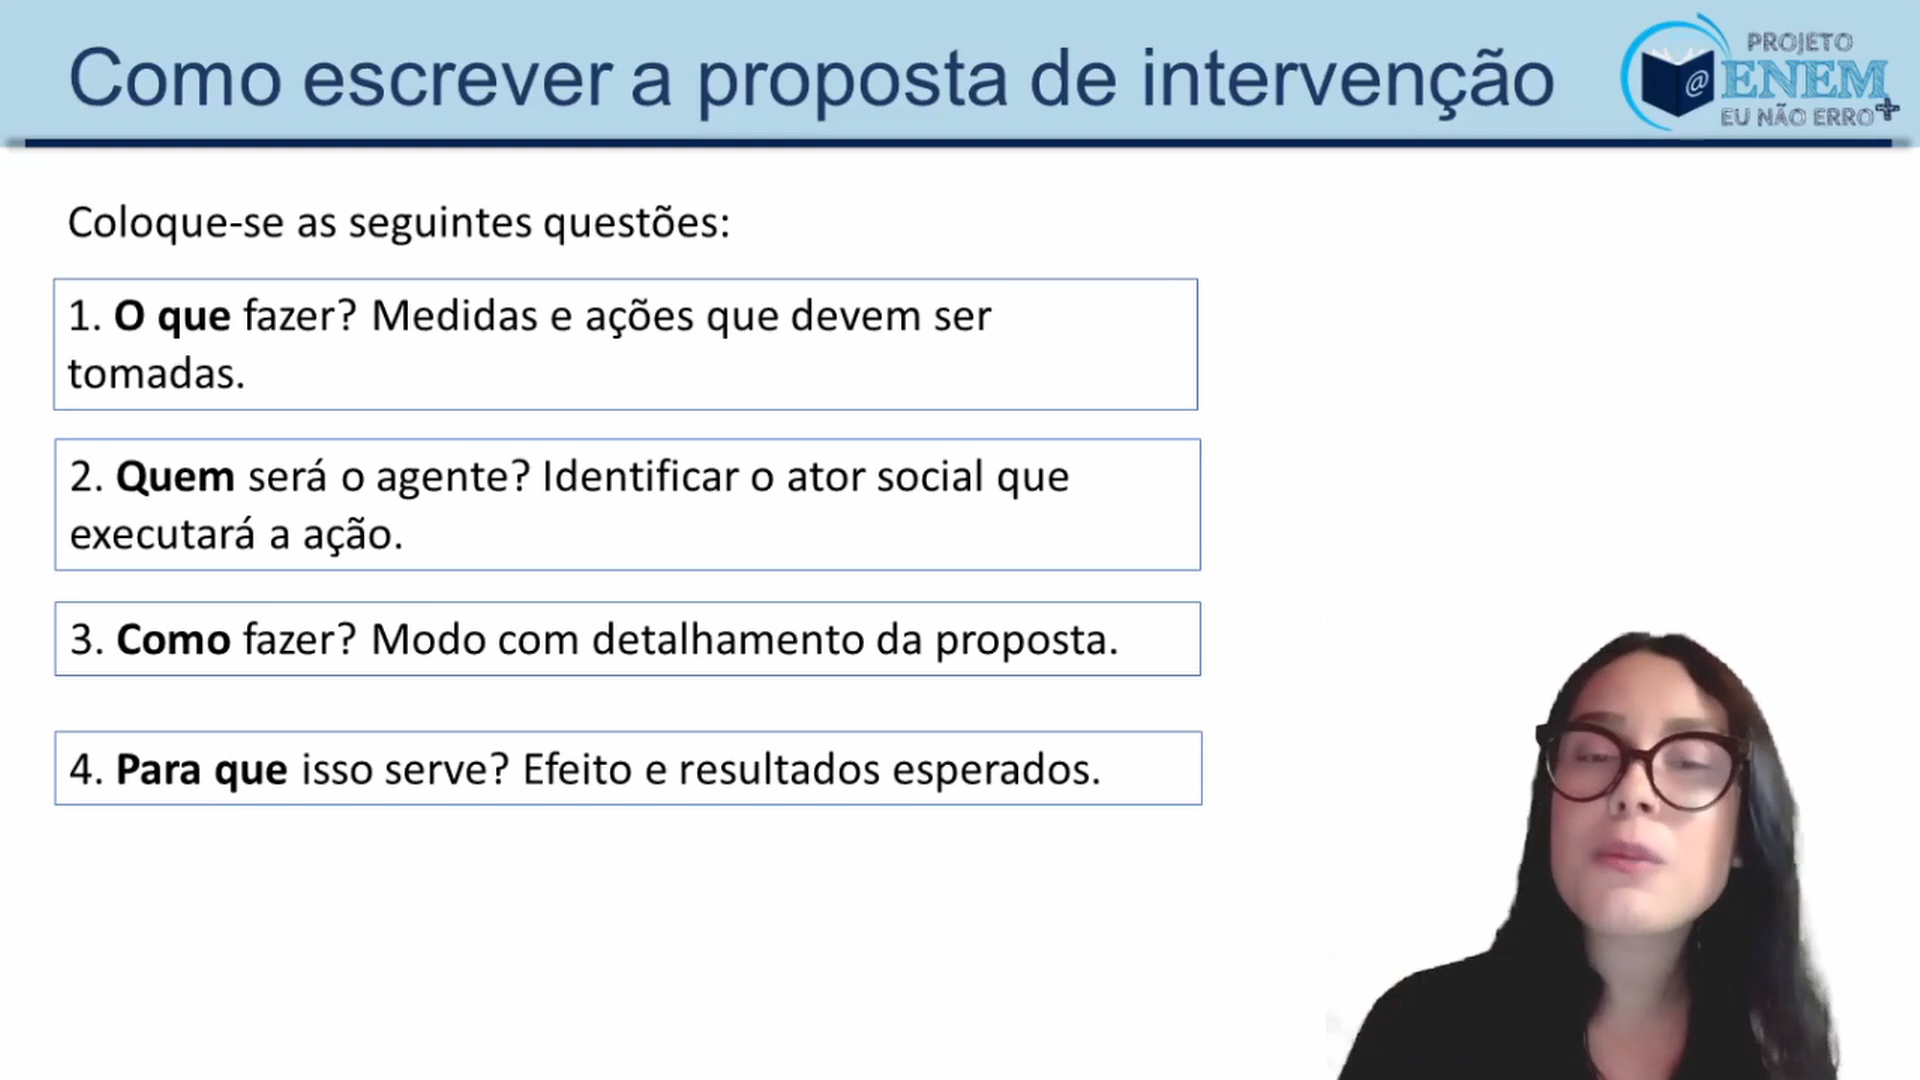 Como escrever a proposta de intervenção
PROJETO
@ENEM
EU NÃO ERRO+
Coloque-se as seguintes questões:
1. O que fazer? Medidas e ações que devem ser
tomadas.
2. Quem será o agente? Identificar o ator social que
executará a ação.
3. Como fazer? Modo com detalhamento da proposta.
4. Para que isso serve? Efeito e resultados esperados.